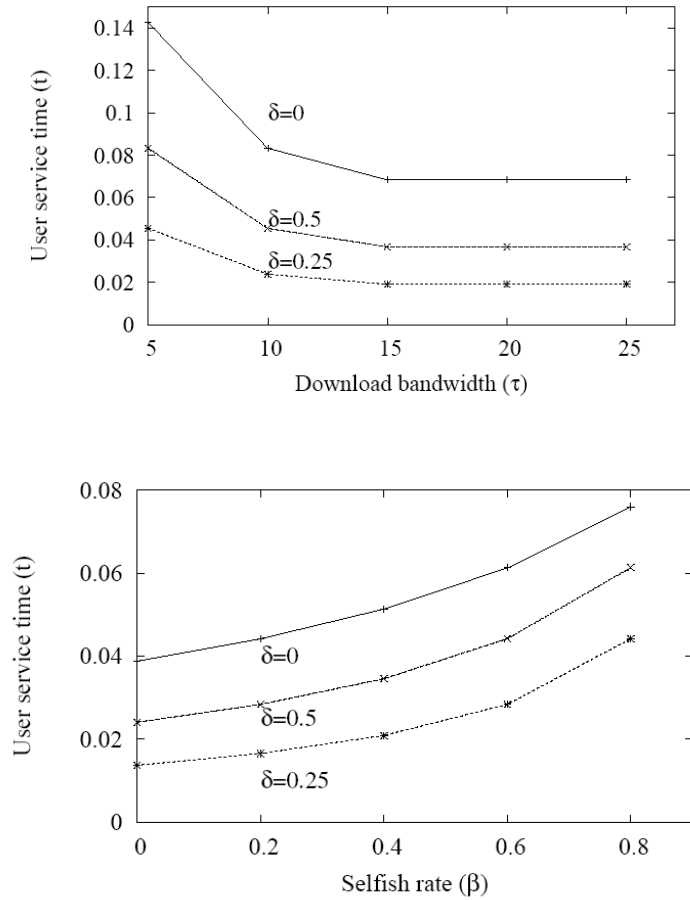 0.14
0.12
0.1
0.08
0.06
0.04
0.02
0
User service time (t)
δ=0
δ=0.5
δ=0.25
5 10 15 20 25
Download bandwidth (τ)
0.08
0.06
0.04
0.02
0
User service time (t)
δ=0
δ=0.5
δ=0.25
0 0.2 0.4 0.6 0.8
Selfish rate (β)